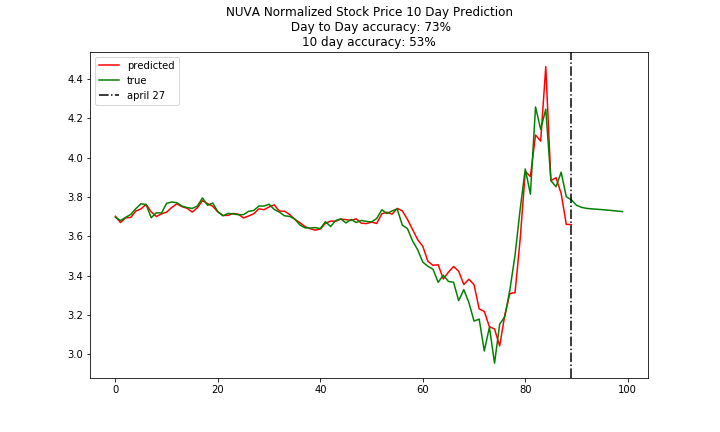 NUVA Normalized Stock Price 10 Day Prediction
Day to Day accuracy: 73%
10 day accuracy: 53%
predicted
true
april 27
4.4
4.2
4.0
3.8
3.6
3.4
3.2
3.0
0 20 40 60 80 100